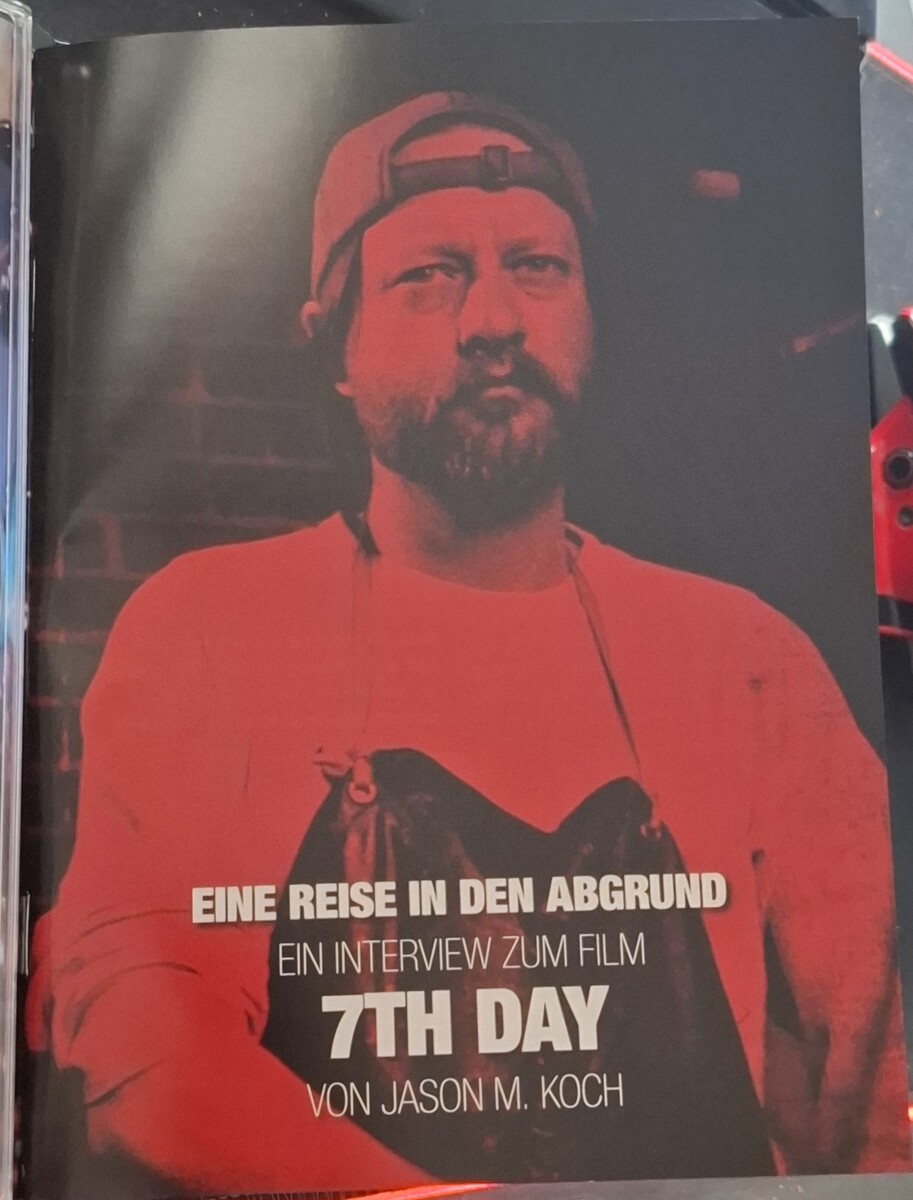 EINE REISE IN DEN ABGRUND
EIN INTERVIEW ZUM FILM
7TH DAY
VON JASON M. KOCH